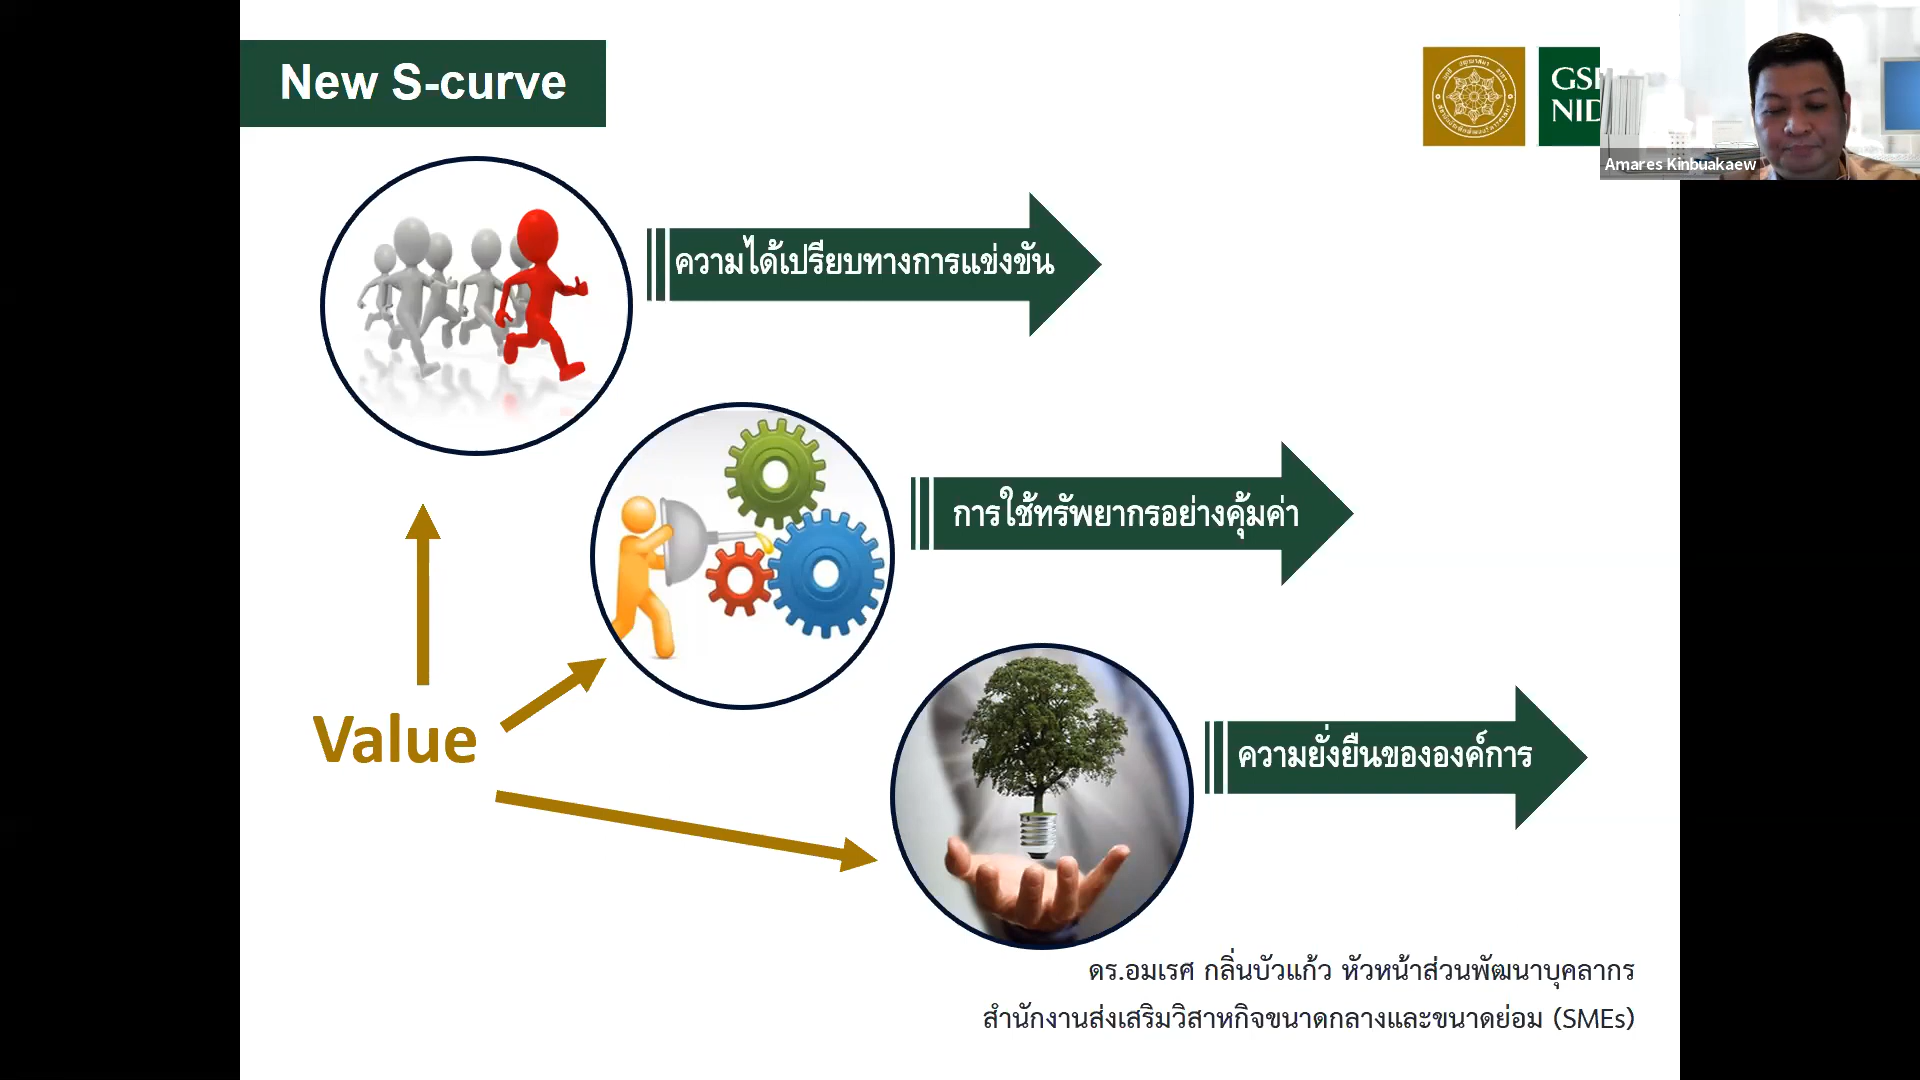 New S-curve
GS
NID
Amares Kinbuakaew
ความได้เปรียบทางการแข่งขัน
การใช้ทรัพยากรอย่างคุ้มค่า
Value
ความยั่งยืนขององค์การ
ดร.อมเรศ กลิ่นบัวแก้ว หัวหน้าส่วนพัฒนาบุคลากร
สำนักงานส่งเสริมวิสาหกิจขนาดกลางและขนาดย่อม (SMEs)